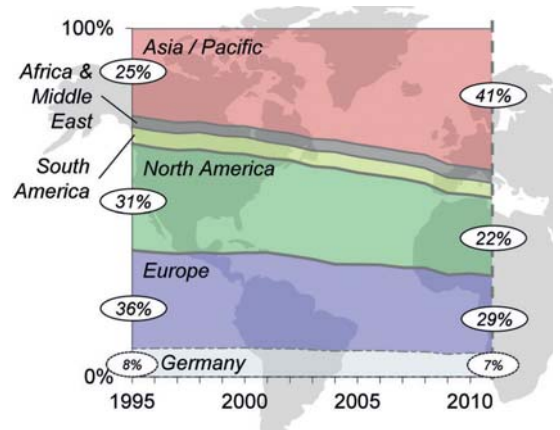 100%
Asia / Pacific
Africa &
Middle
East
25%
41%
South
America
North America
31%
22%
Europe
36%
29%
8%
Germany
7%
0%
1995
2000
2005
2010